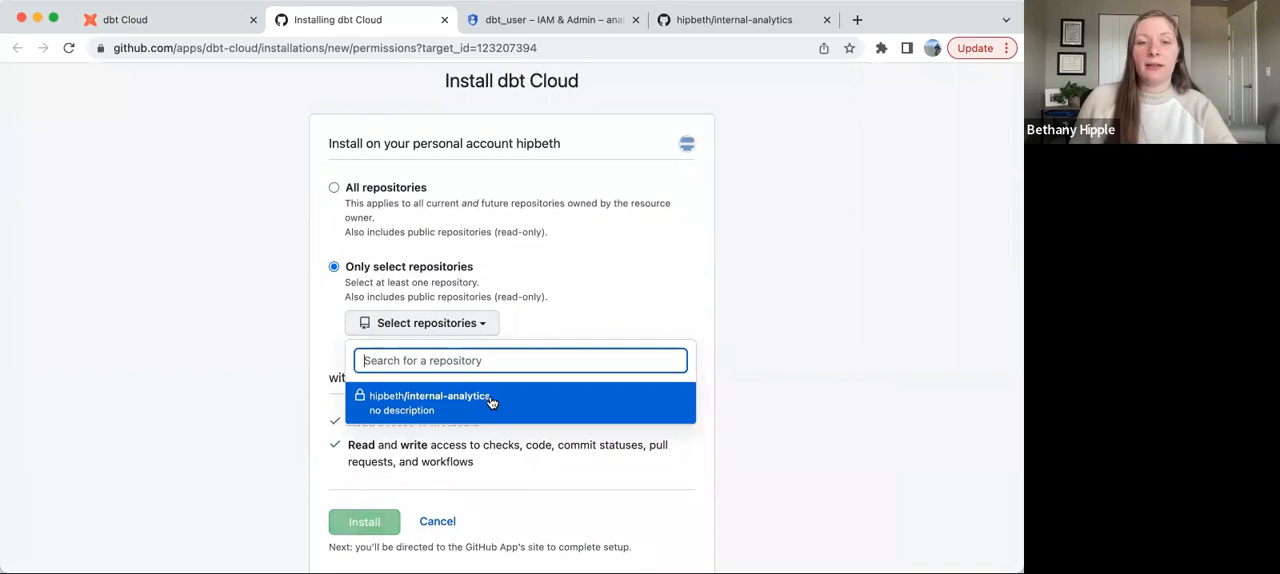 dbt Cloud
Installing dbt Cloud
dbt_user – IAM & Admin – ana
hipbeth/internal-analytics
github.com/apps/dbt-cloud/installations/new/permissions?target_id=123207394
Update
Bethany Hipple
Install dbt Cloud
Install on your personal account hipbeth
All repositories
This applies to all current and future repositories owned by the resource
owner.
Also includes public repositories (read-only).
Only select repositories
Select at least one repository.
Also includes public repositories (read-only).
Select repositories
Search for a repository
wit
hipbeth/internal-analytics
no description
Read and write access to checks, code, commit statuses, pull
requests, and workflows
Install
Cancel
Next: you'll be directed to the GitHub App's site to complete setup.